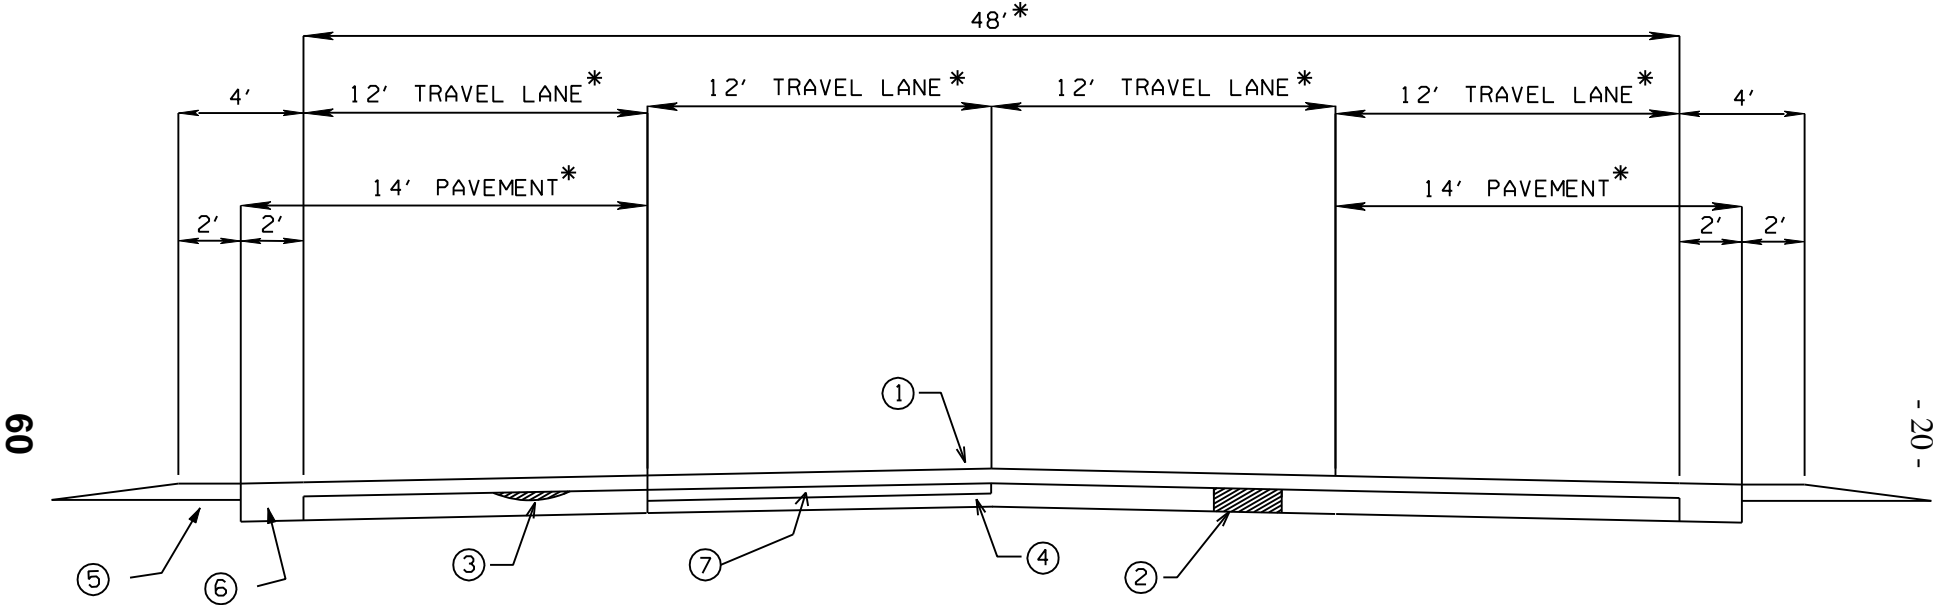 48'*
4'
12' TRAVEL LANE*
12' TRAVEL LANE*
12' TRAVEL LANE*
12' TRAVEL LANE*
4'
14' PAVEMENT*
14' PAVEMENT*
2'
2'
2'
2'
1
60
- 20 -
3
7
4
2
5
6